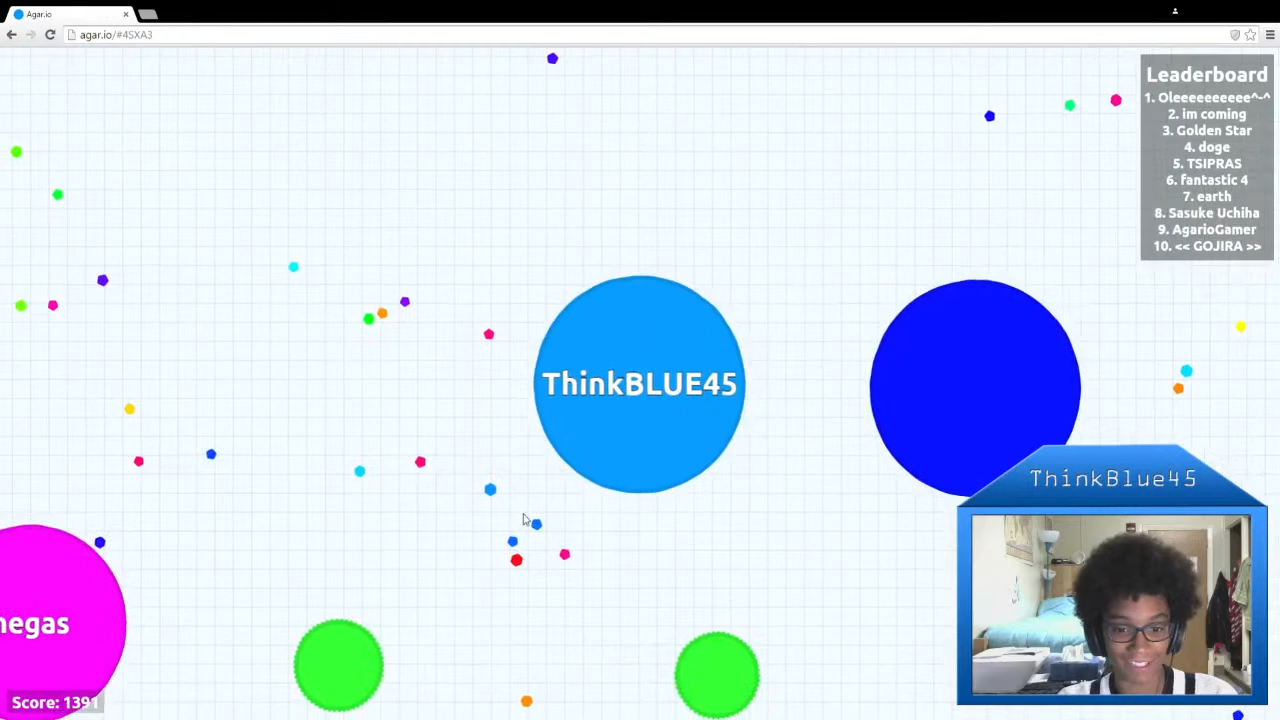 Agar.io
agar.io/#4SXA3
Leaderboard
1. Oleeeeeeeeee^~^
2. im coming
3. Golden Star
4. doge
5. TSIPRAS
6. fantastic 4
7. earth
8. Sasuke Uchiha
9. AgarioGamer
10. << GOJIRA >>
ThinkBLUE45
ThinkBlue45
negas
Score: 1391